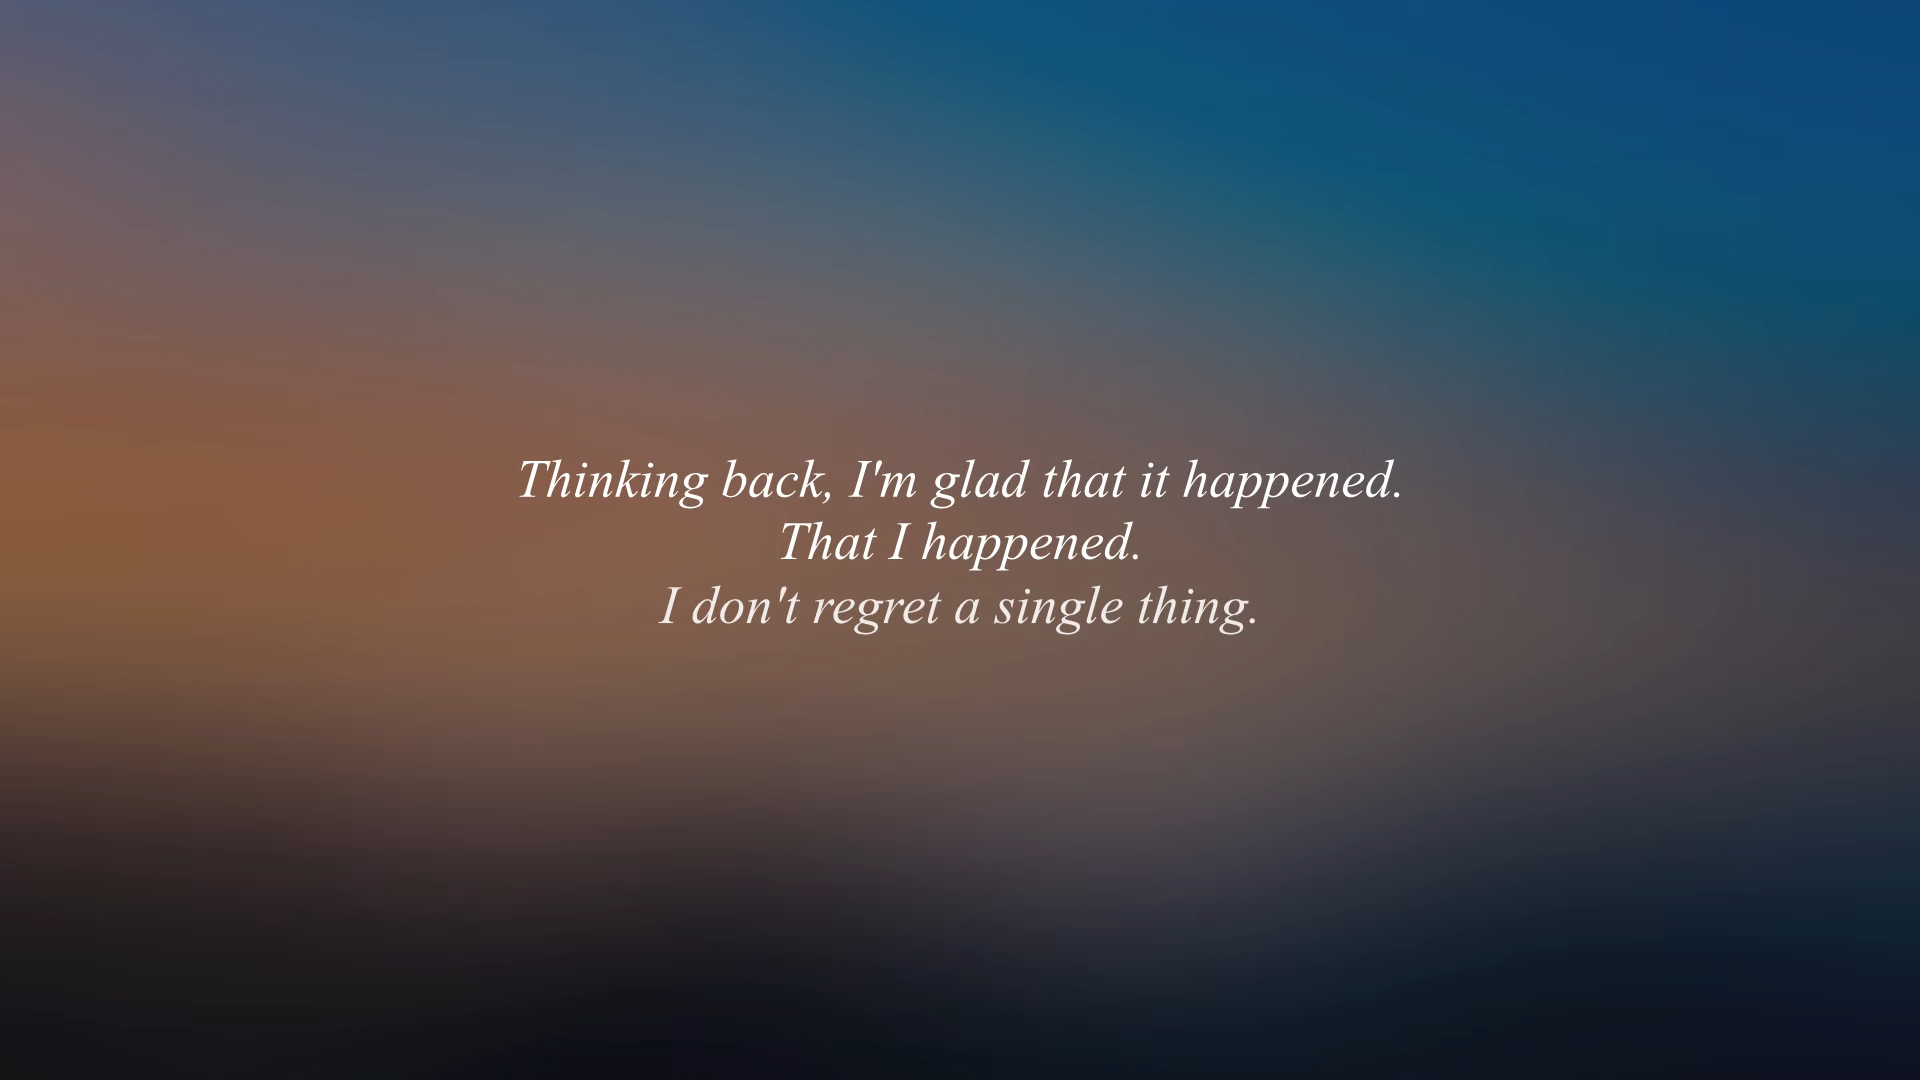 Thinking back, I'm glad that it happened.
That I happened.
I don't regret a single thing.